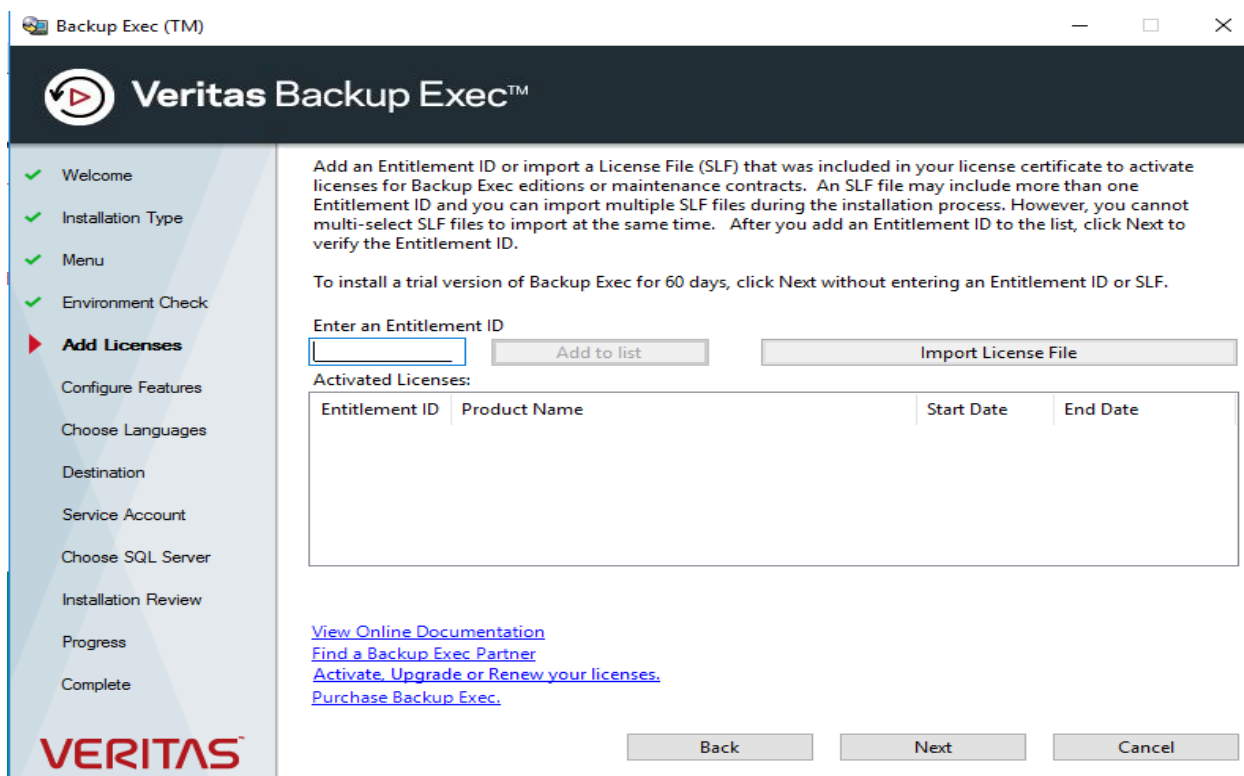 Backup Exec (TM)
Veritas Backup Exec™
Welcome
Installation Type
Menu
Environment Check
Add Licenses
Configure Features
Choose Languages
Destination
Service Account
Choose SQL Server
Installation Review
Progress
Complete
VERITAS
Add an Entitlement ID or import a License File (SLF) that was included in your license certificate to activate
licenses for Backup Exec editions or maintenance contracts. An SLF file may include more than one
Entitlement ID and you can import multiple SLF files during the installation process. However, you cannot
multi-select SLF files to import at the same time. After you add an Entitlement ID to the list, click Next to
verify the Entitlement ID.
To install a trial version of Backup Exec for 60 days, click Next without entering an Entitlement ID or SLF.
Enter an Entitlement ID
Add to list Import License File
Activated Licenses:
Entitlement ID Product Name Start Date End Date
View Online Documentation
Find a Backup Exec Partner
Activate, Upgrade or Renew your licenses.
Purchase Backup Exec.
Back Next Cancel